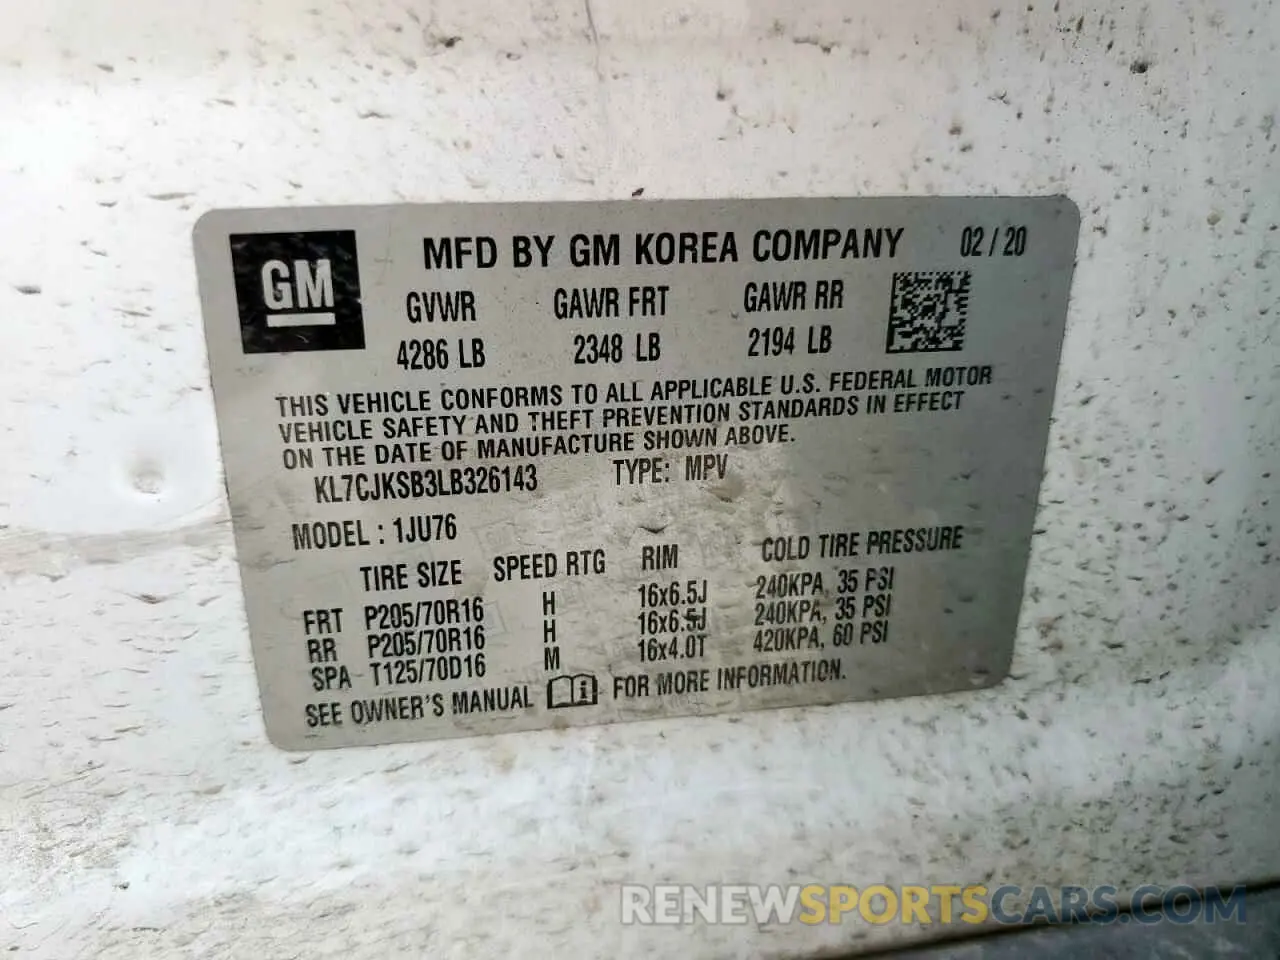 GM
MFD BY GM KOREA COMPANY 02/20
GVWR GAWR FRT GAWR RR
4286 LB 2348 LB 2194 LB
THIS VEHICLE CONFORMS TO ALL APPLICABLE U.S. FEDERAL MOTOR
VEHICLE SAFETY AND THEFT PREVENTION STANDARDS IN EFFECT
ON THE DATE OF MANUFACTURE SHOWN ABOVE.
KL7CJKSB3LB326143 TYPE: MPV
MODEL : 1JU76
TIRE SIZE SPEED RTG RIM COLD TIRE PRESSURE
FRT P205/70R16 H 16x6.5J 240KPA, 35 PSI
RR P205/70R16 H 16x6.5J 240KPA, 35 PSI
SPA T125/70D16 M 16x4.0T 420KPA, 60 PSI
SEE OWNER'S MANUAL FOR MORE INFORMATION.
RENEWSPORTSCARS.COM